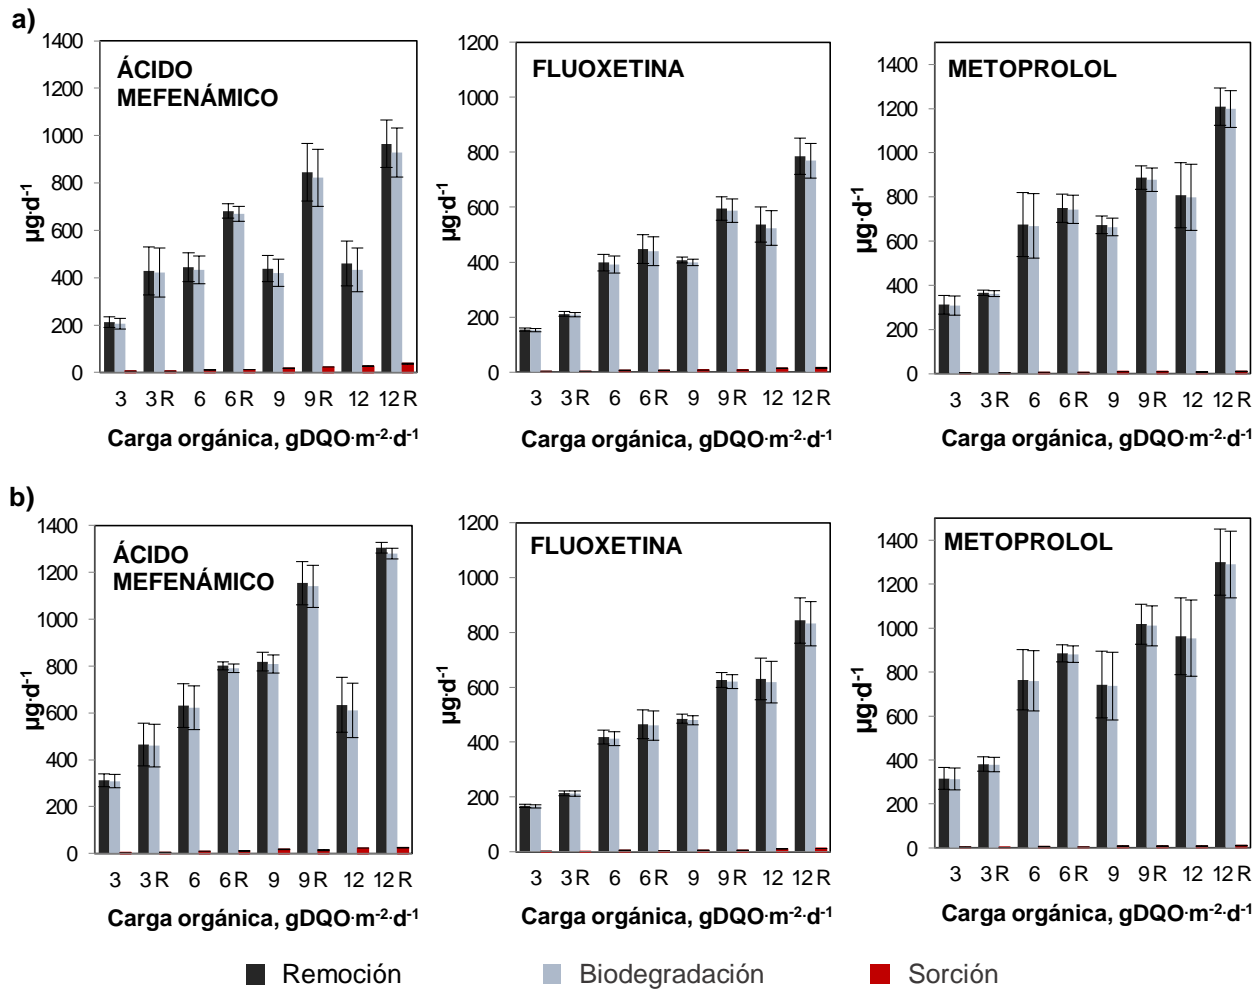 a)
ÁCIDO
MEFENÁMICO
1400
1200
1000
800
600
400
200
0
µg·d-1
3 3R 6 6R 9 9R 12 12R
Carga orgánica, gDQO·m-2·d-1
FLUOXETINA
1200
1000
800
600
400
200
0
µg·d-1
3 3R 6 6R 9 9R 12 12R
Carga orgánica, gDQO·m-2·d-1
METOPROLOL
1400
1200
1000
800
600
400
200
0
µg·d-1
3 3R 6 6R 9 9R 12 12R
Carga orgánica, gDQO·m-2·d-1
b)
ÁCIDO
MEFENÁMICO
1400
1200
1000
800
600
400
200
0
µg·d-1
3 3R 6 6R 9 9R 12 12R
Carga orgánica, gDQO·m-2·d-1
FLUOXETINA
1200
1000
800
600
400
200
0
µg·d-1
3 3R 6 6R 9 9R 12 12R
Carga orgánica, gDQO·m-2·d-1
METOPROLOL
1400
1200
1000
800
600
400
200
0
µg·d-1
3 3R 6 6R 9 9R 12 12R
Carga orgánica, gDQO·m-2·d-1
Remoción Biodegradación Sorción